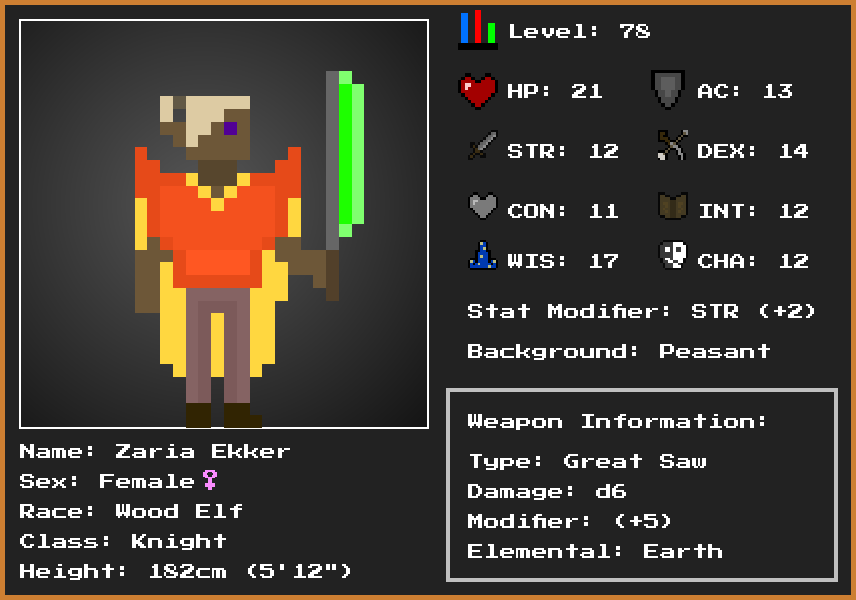 Level: 78
HP: 21
AC: 13
STR: 12
DEX: 14
CON: 11
INT: 12
WIS: 17
CHA: 12
Stat Modifier: STR (+2)
Background: Peasant
Weapon Information:
Type: Great Saw
Damage: d6
Modifier: (+5)
Elemental: Earth
Name: Zaria Ekker
Sex: Female♀
Race: Wood Elf
Class: Knight
Height: 182cm (5'12")